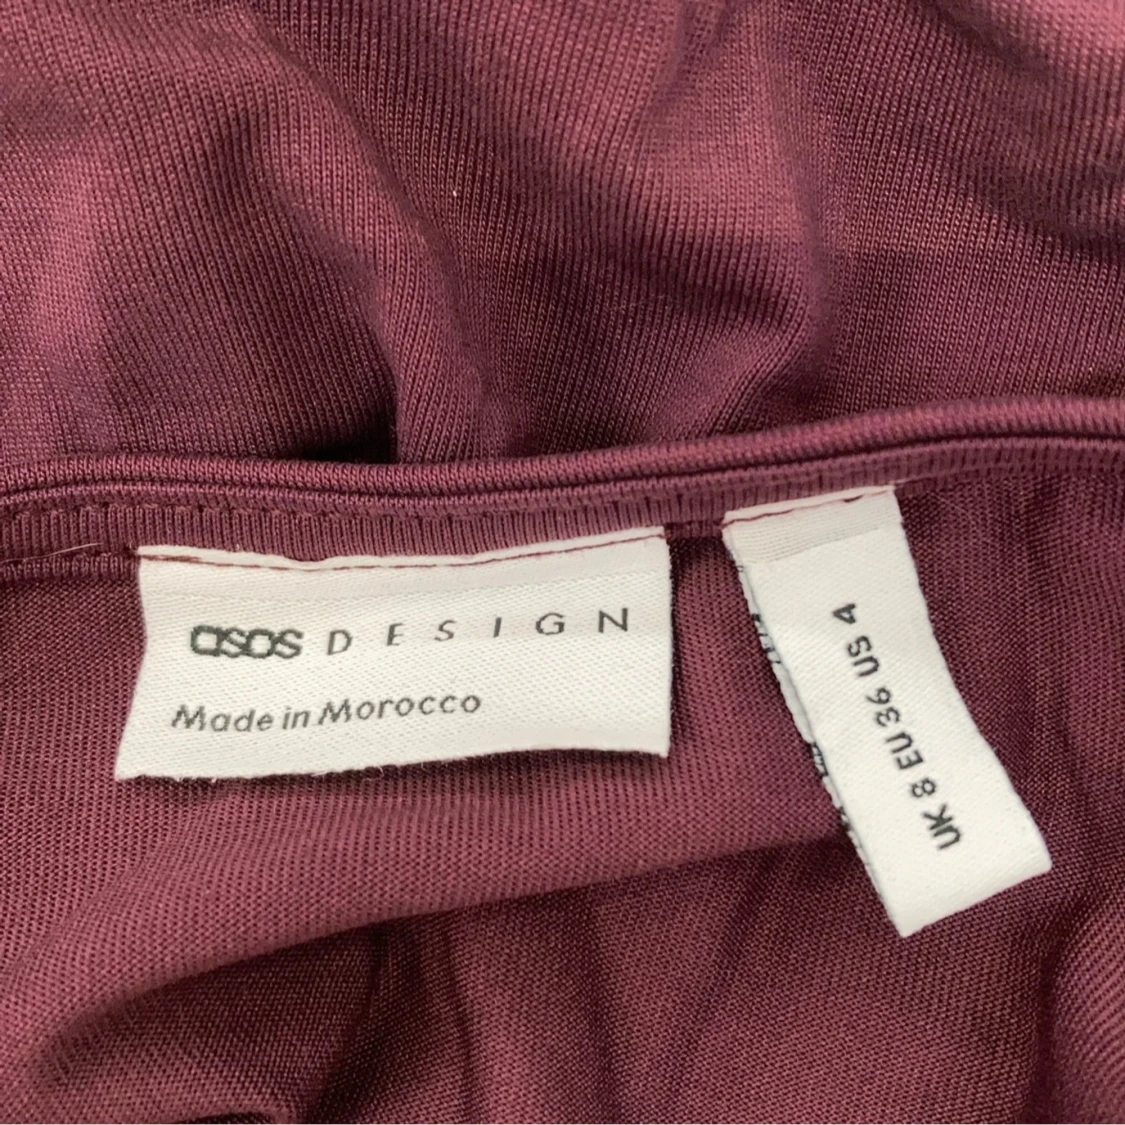 asos DESIGN
Made in Morocco
UK 8 EU 36 US 4